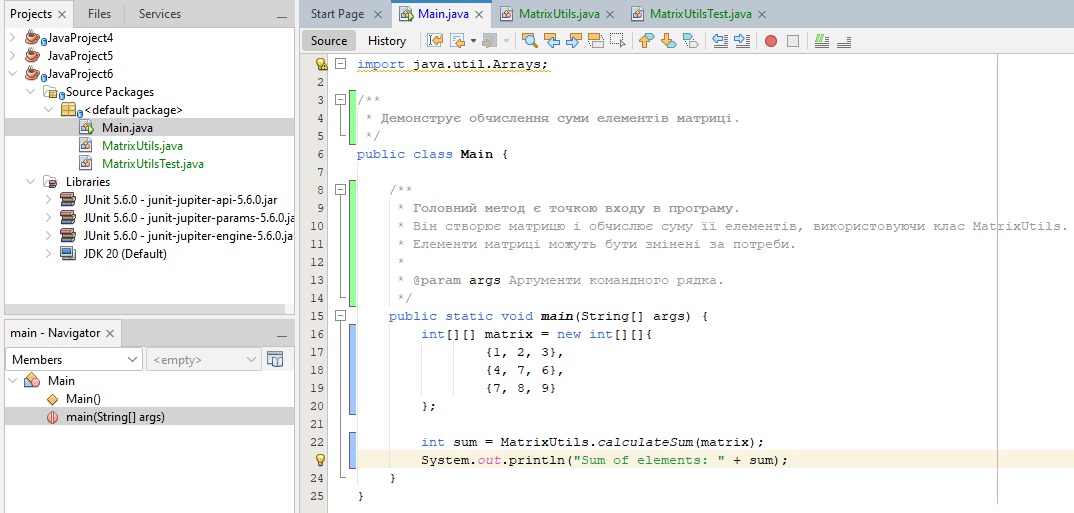 Projects Files Services
JavaProject4
JavaProject5
JavaProject6
Source Packages
<default package>
Main.java
MatrixUtils.java
MatrixUtilsTest.java
Libraries
JUnit 5.6.0 - junit-jupiter-api-5.6.0.jar
JUnit 5.6.0 - junit-jupiter-params-5.6.0.ja
JUnit 5.6.0 - junit-jupiter-engine-5.6.0.ja
JDK 20 (Default)
main - Navigator
Members <empty>
Main
Main()
main(String[] args)
Start Page Main.java MatrixUtils.java MatrixUtilsTest.java
Source History
import java.util.Arrays;
2
3 /**
4 * Демонструє обчислення суми елементів матриці.
5 */
6 public class Main {
7
8 /**
9 * Головний метод є точкою входу в програму.
10 * Він створює матрицю і обчислює суму її елементів, використовуючи клас MatrixUtils.
11 * Елементи матриці можуть бути змінені за потреби.
12 *
13 * @param args Аргументи командного рядка.
14 */
15 public static void main(String[] args) {
16 int[][] matrix = new int[][]{
17 {1, 2, 3},
18 {4, 7, 6},
19 {7, 8, 9}
20 };
21
22 int sum = MatrixUtils.calculateSum(matrix);
System.out.println("Sum of elements: " + sum);
24 }
25 }